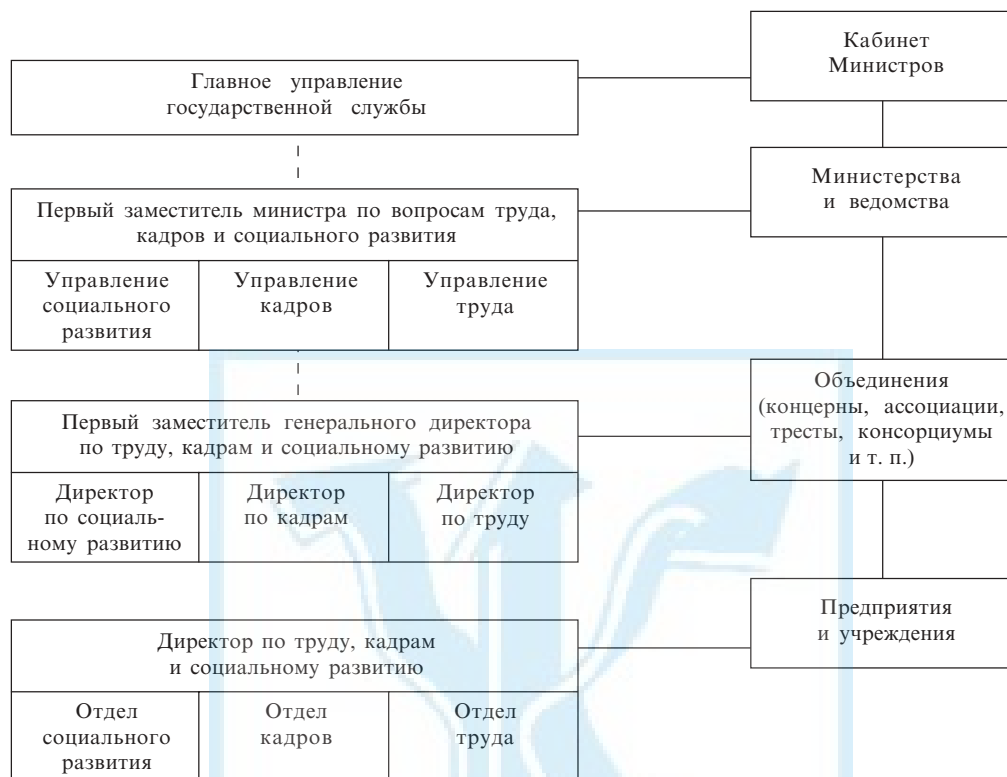 Кабинет
Министров
Главное управление
государственной службы
Министерства
и ведомства
Первый заместитель министра по вопросам труда,
кадров и социального развития
Управление
социального
развития
Управление
кадров
Управление
труда
Объединения
(концерны, ассоциации,
тресты, консорциумы
и т. п.)
Первый заместитель генерального директора
по труду, кадрам и социальному развитию
Директор
по социаль-
ному развитию
Директор
по кадрам
Директор
по труду
Предприятия
и учреждения
Директор по труду, кадрам
и социальному развитию
Отдел
социального
развития
Отдел
кадров
Отдел
труда